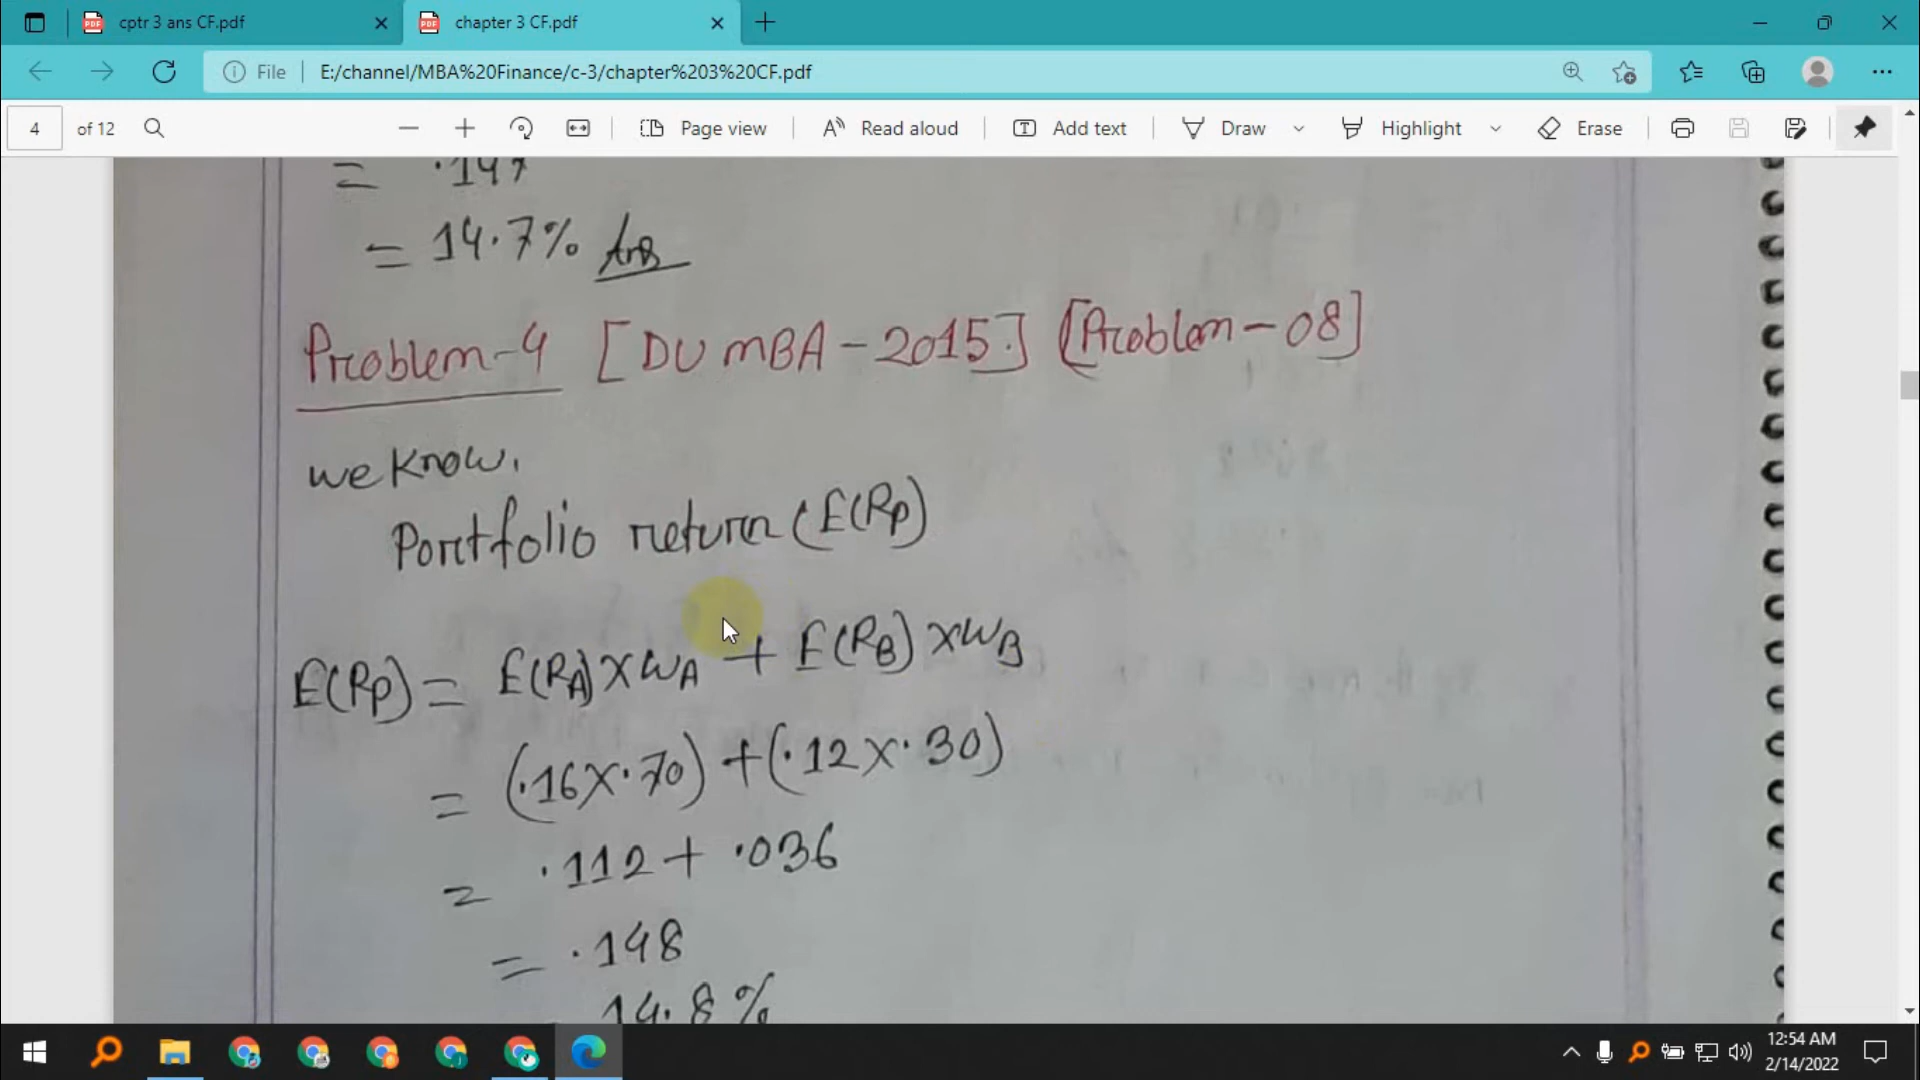 cptr 3 ans CF.pdf
chapter 3 CF.pdf
File
E:/channel/MBA%20Finance/c-3/chapter%203%20CF.pdf
4 of 12
Page view
Read aloud
Add text
Draw
Highlight
Erase
= .147
= 14.7% Ans
Problem-4 [DU MBA - 2015.] [Problem - 08]
we know,
Portfolio return (E(RP)
E(RP) = E(RA) X WA + E(RB) X WB
= (.16 X .70) + (.12 X .30)
= .112 + .036
= .148
14.8%
12:54 AM
2/14/2022